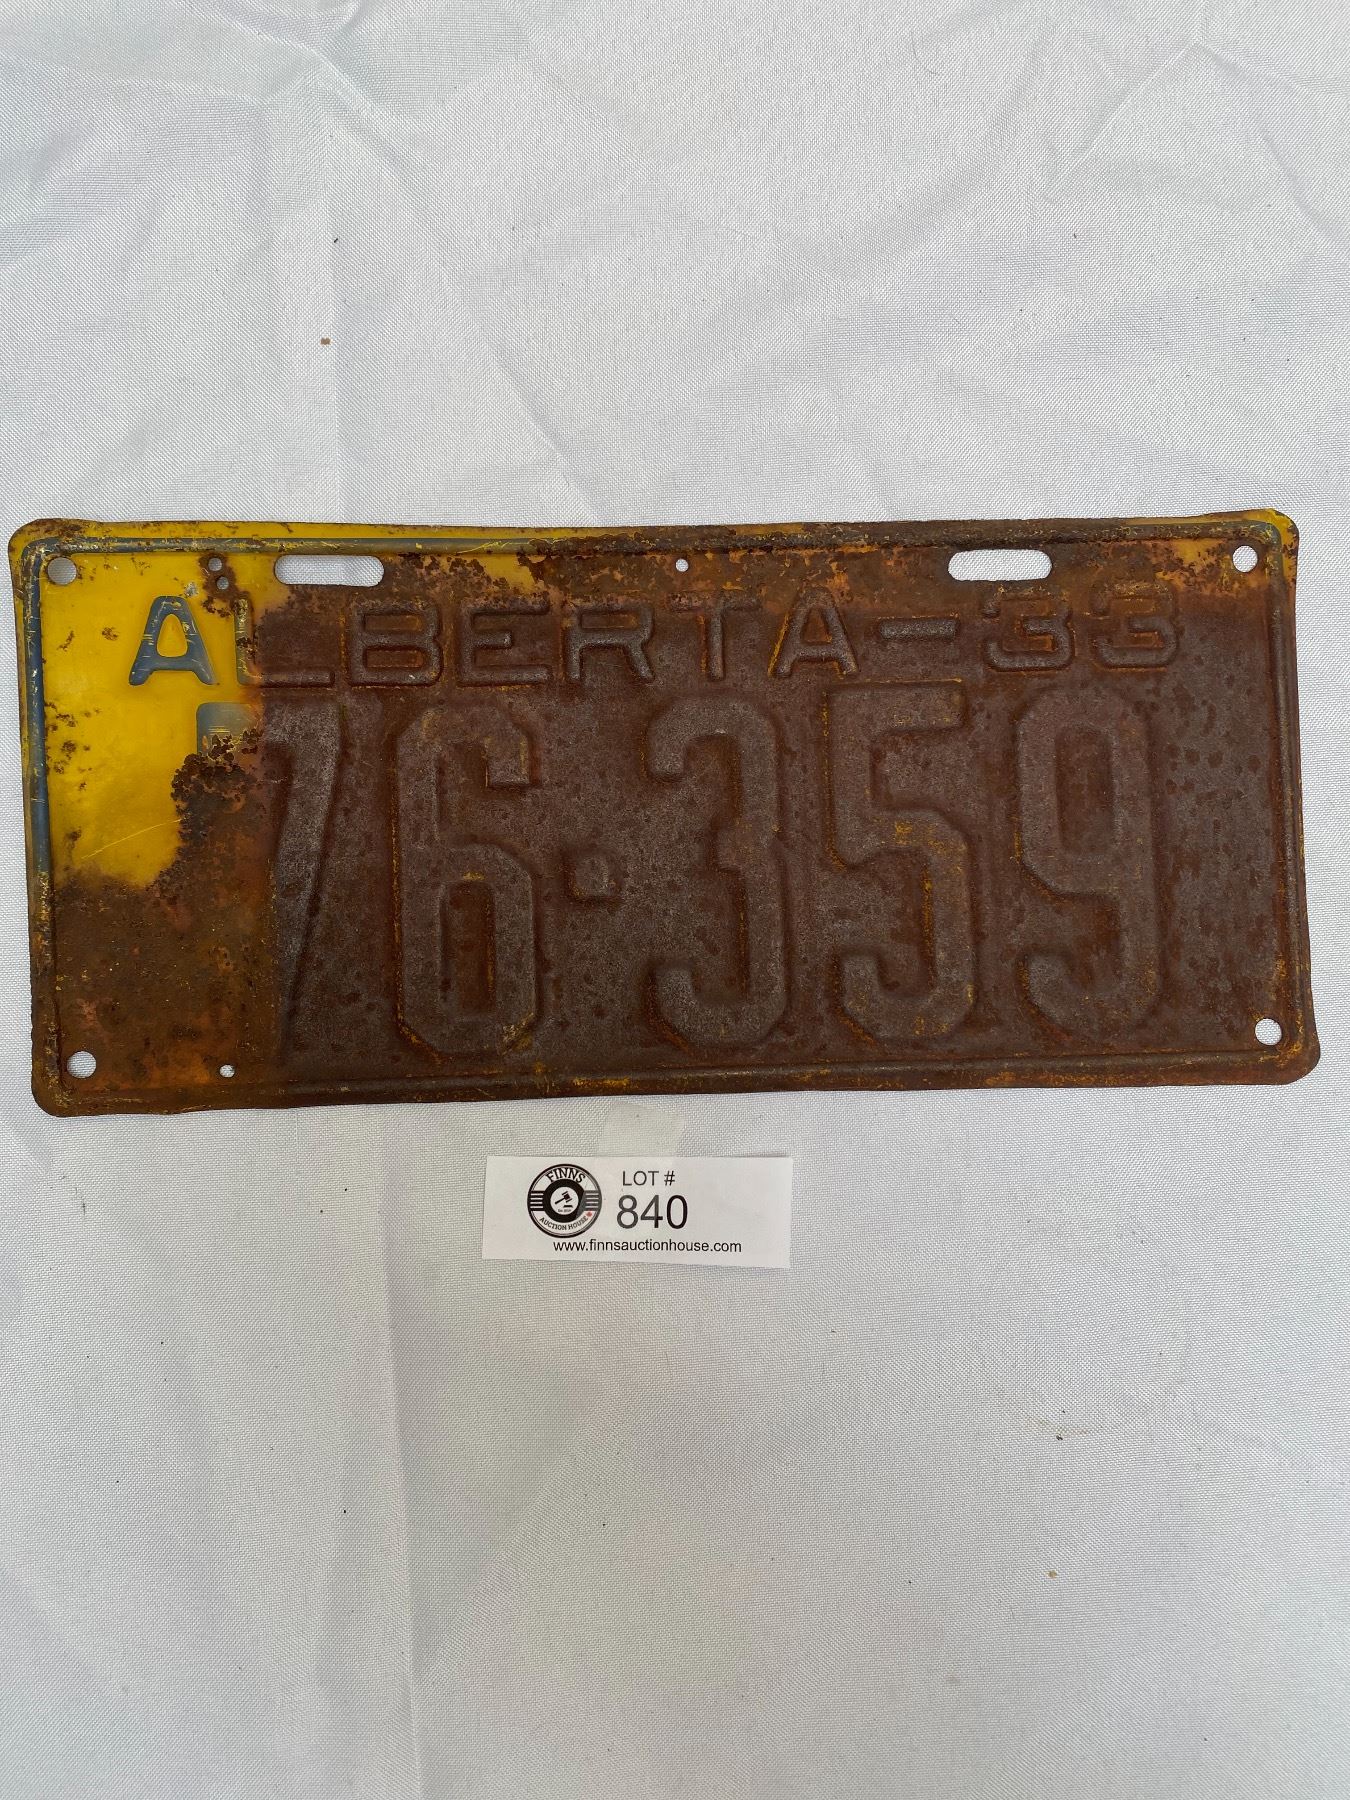 ALBERTA-33
76·359
FINNS
AUCTION HOUSE
LOT #
840
www.finnsauctionhouse.com